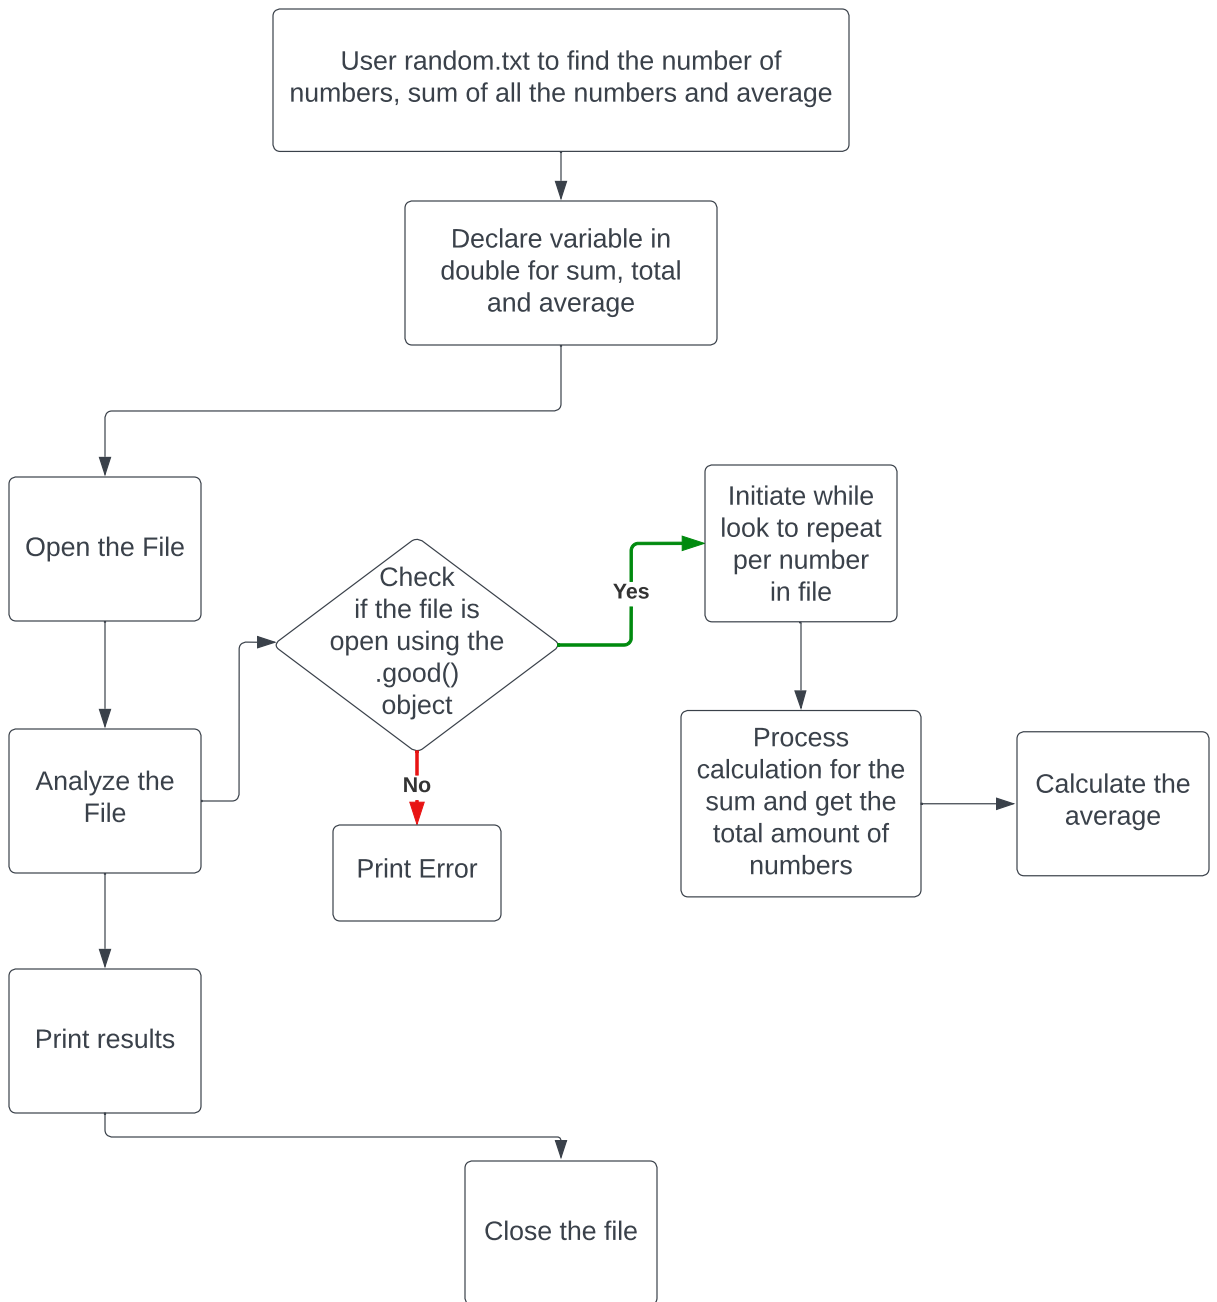 User random.txt to find the number of
numbers, sum of all the numbers and average
Declare variable in
double for sum, total
and average
Open the File
Analyze the
File
Check
if the file is
open using the
.good()
object
Yes
No
Print Error
Initiate while
look to repeat
per number
in file
Process
calculation for the
sum and get the
total amount of
numbers
Calculate the
average
Print results
Close the file